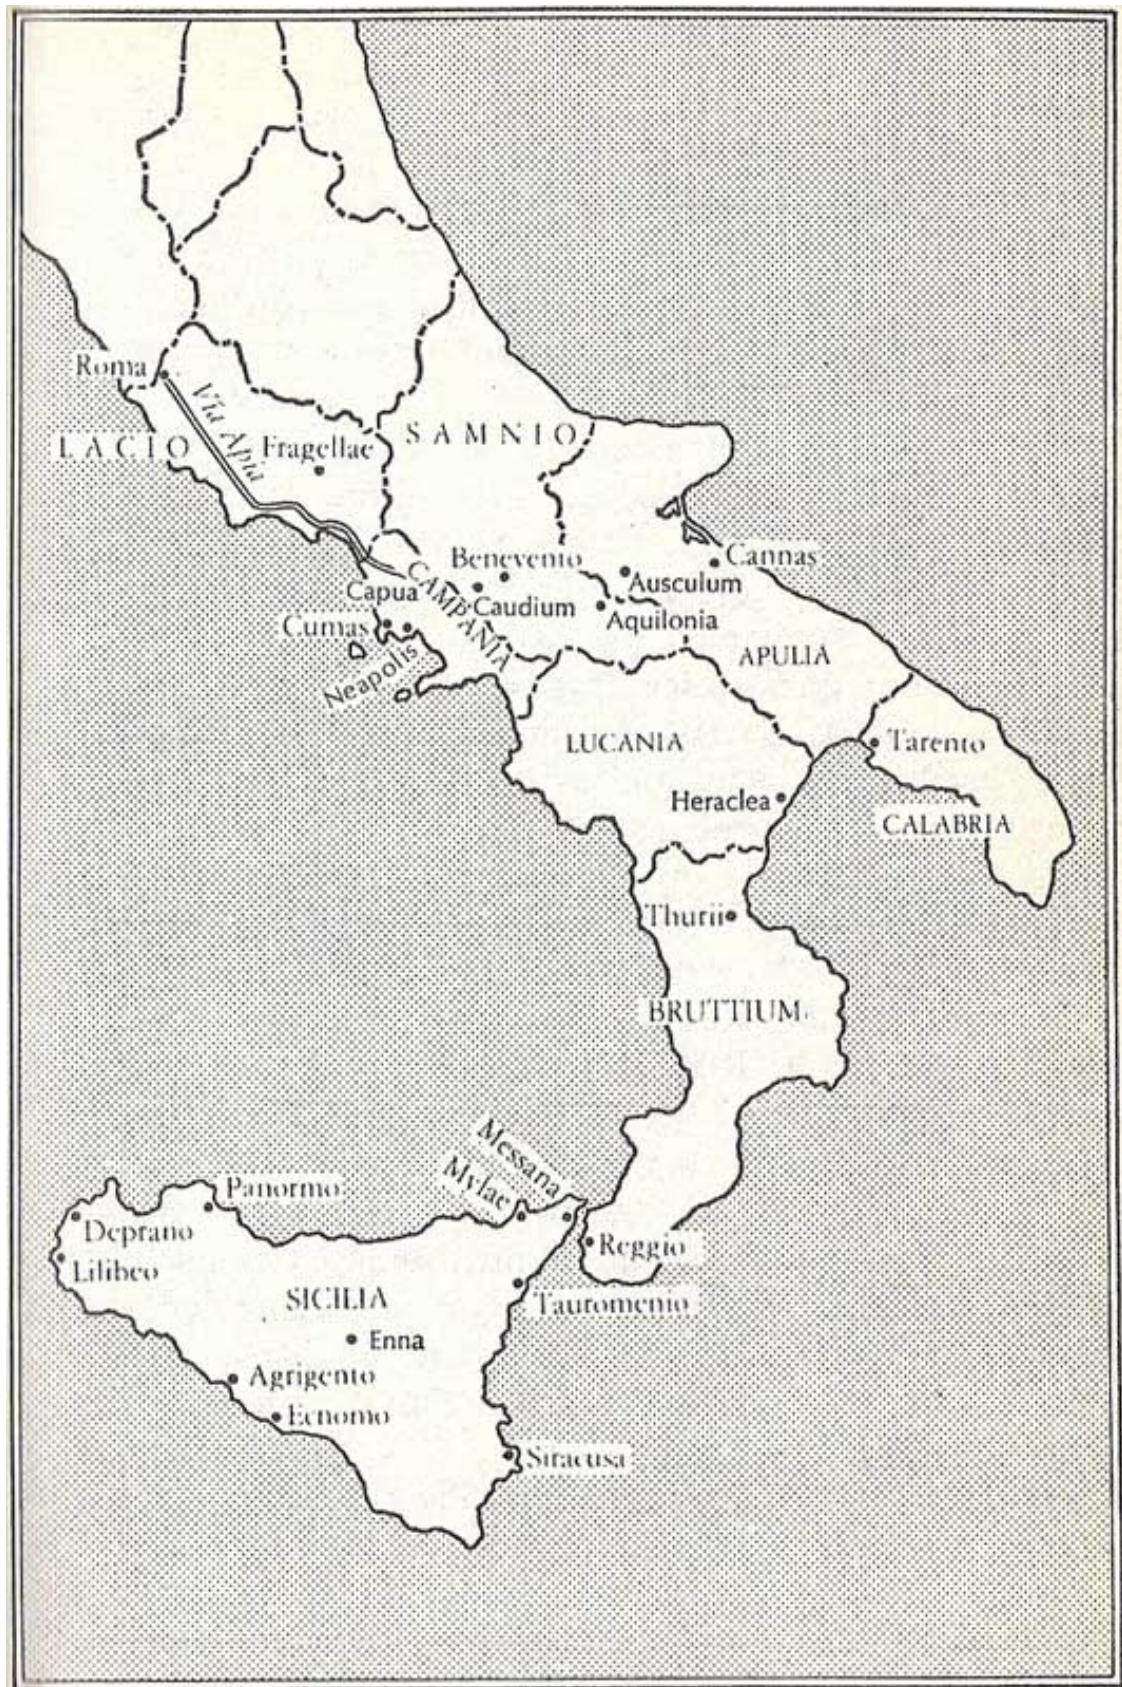 Roma
Via Apia
LACIO
Fragellae
SAMNIO
Benevento
Cannas
Ausculum
CAMPANIA
Capua
Caudium
Aquilonia
Cumas
Neapolis
APULIA
LUCANIA
Tarento
Heraclea
CALABRIA
Thurii
BRUTTIUM
Messana
Mylae
Panormo
Deprano
Reggio
Lilibeo
SICILIA
Tauromenio
Enna
Agrigento
Ecnomo
Siracusa